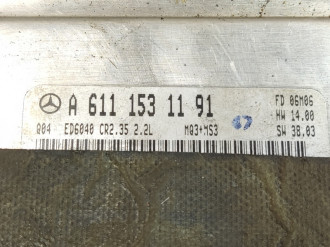 A 611 153 11 91
Q04 ED6040 CR2.35 2.2L MQ3+MS3
FD 06M06
HW 14.00
SW 38.03